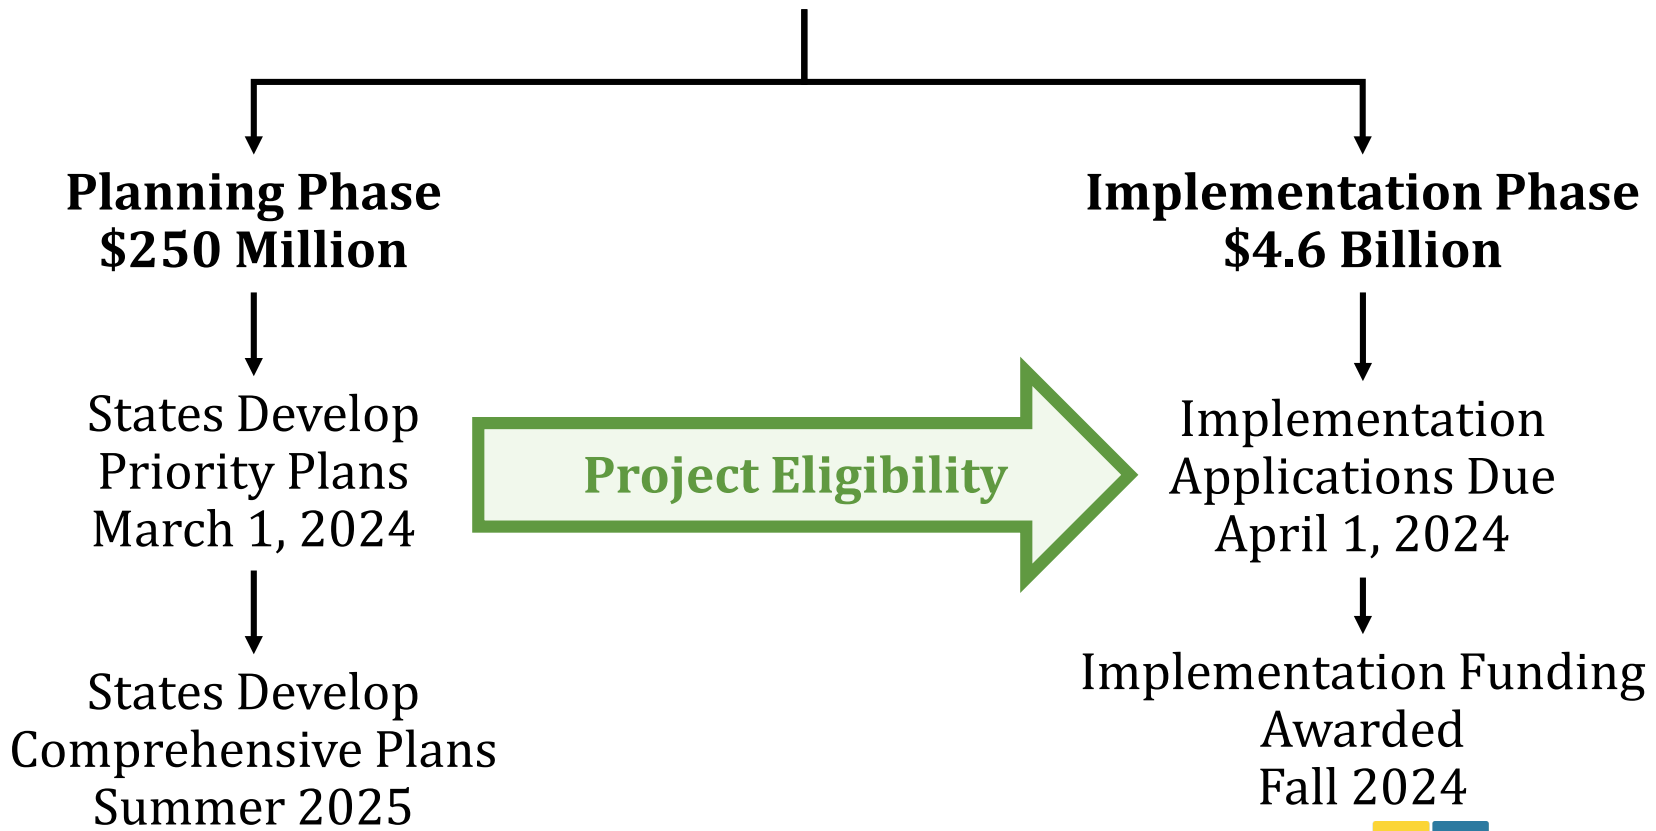 Planning Phase
$250 Million
States Develop
Priority Plans
March 1, 2024
States Develop
Comprehensive Plans
Summer 2025
Project Eligibility
Implementation Phase
$4.6 Billion
Implementation
Applications Due
April 1, 2024
Implementation Funding
Awarded
Fall 2024